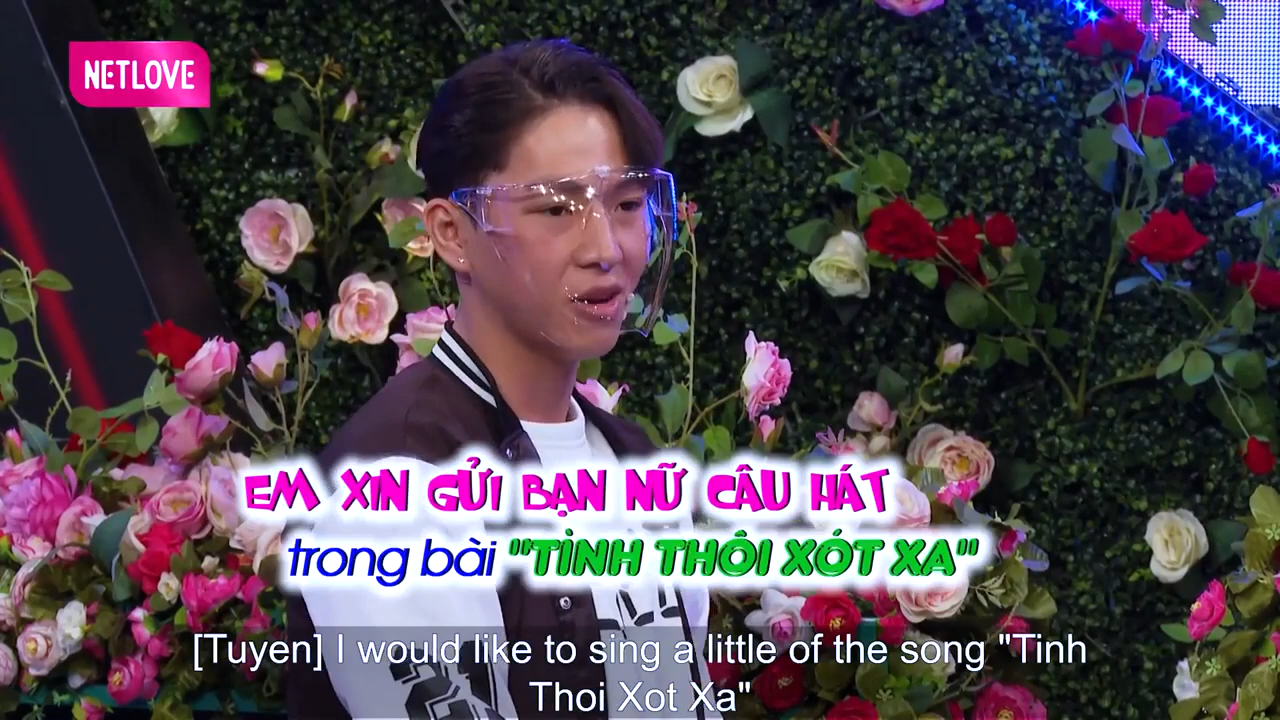 NETLOVE
EM XIN GỬI BẠN NỮ CÂU HÁT
trong bài "TÌNH THÔI XÓT XA"
[Tuyen] I would like to sing a little of the song "Tinh
Thoi Xot Xa"